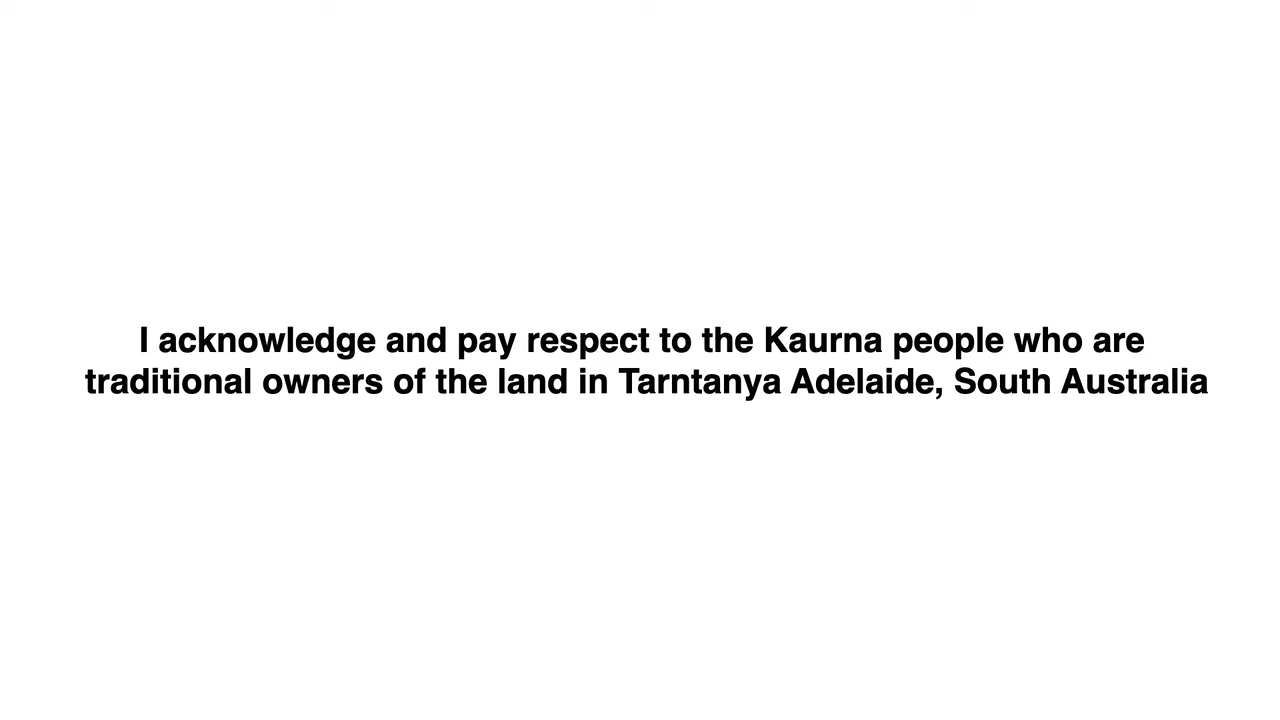 I acknowledge and pay respect to the Kaurna people who are
traditional owners of the land in Tarntanya Adelaide, South Australia